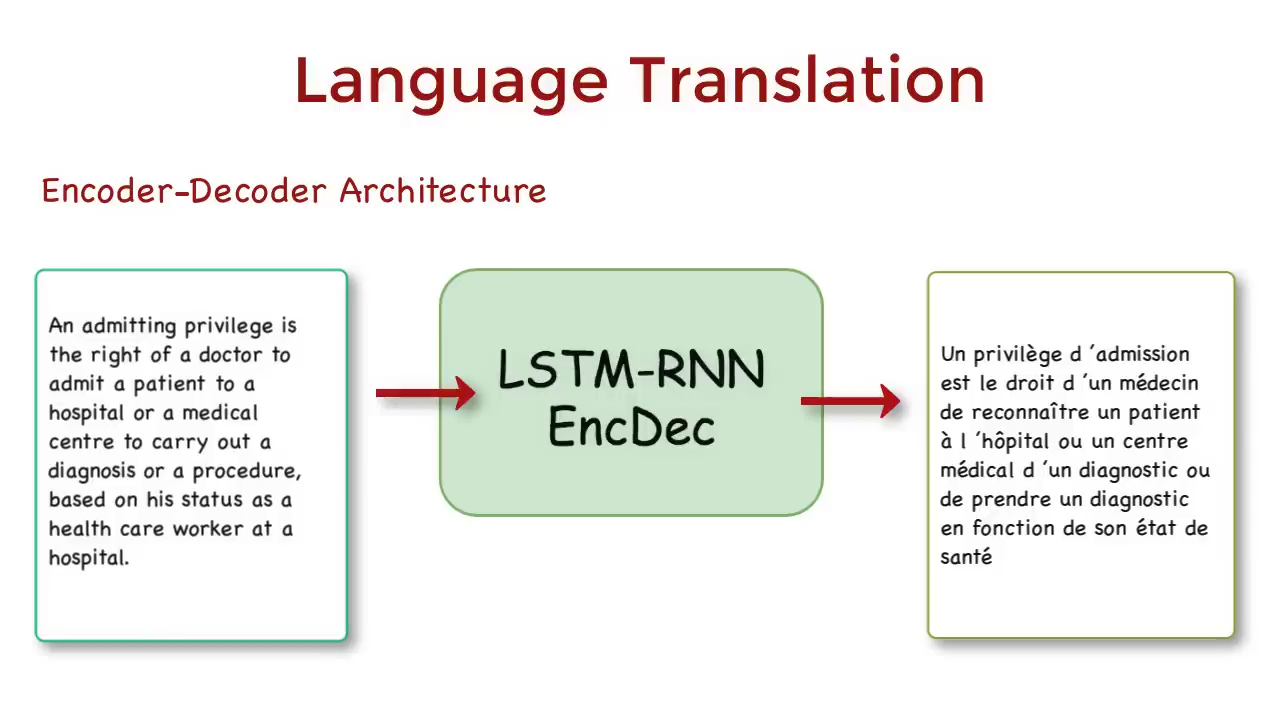 Language Translation
Encoder-Decoder Architecture
An admitting privilege is
the right of a doctor to
admit a patient to a
hospital or a medical
centre to carry out a
diagnosis or a procedure,
based on his status as a
health care worker at a
hospital.
LSTM-RNN
EncDec
Un privilège d ’admission
est le droit d ’un médecin
de reconnaître un patient
à l ’hôpital ou un centre
médical d ’un diagnostic ou
de prendre un diagnostic
en fonction de son état de
santé